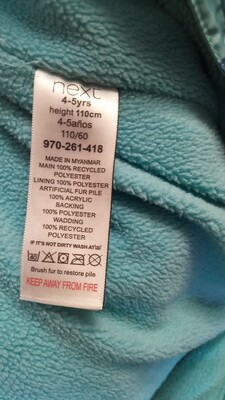 next
4-5yrs
height 110cm
4-5años
110/60
970-261-418
MADE IN MYANMAR
MAIN 100% RECYCLED
POLYESTER
LINING 100% POLYESTER
ARTIFICIAL FUR PILE
100% ACRYLIC
BACKING
100% POLYESTER
WADDING
100% RECYCLED
POLYESTER
IF IT'S NOT DIRTY WASH AT
Brush fur to restore pile
KEEP AWAY FROM FIRE